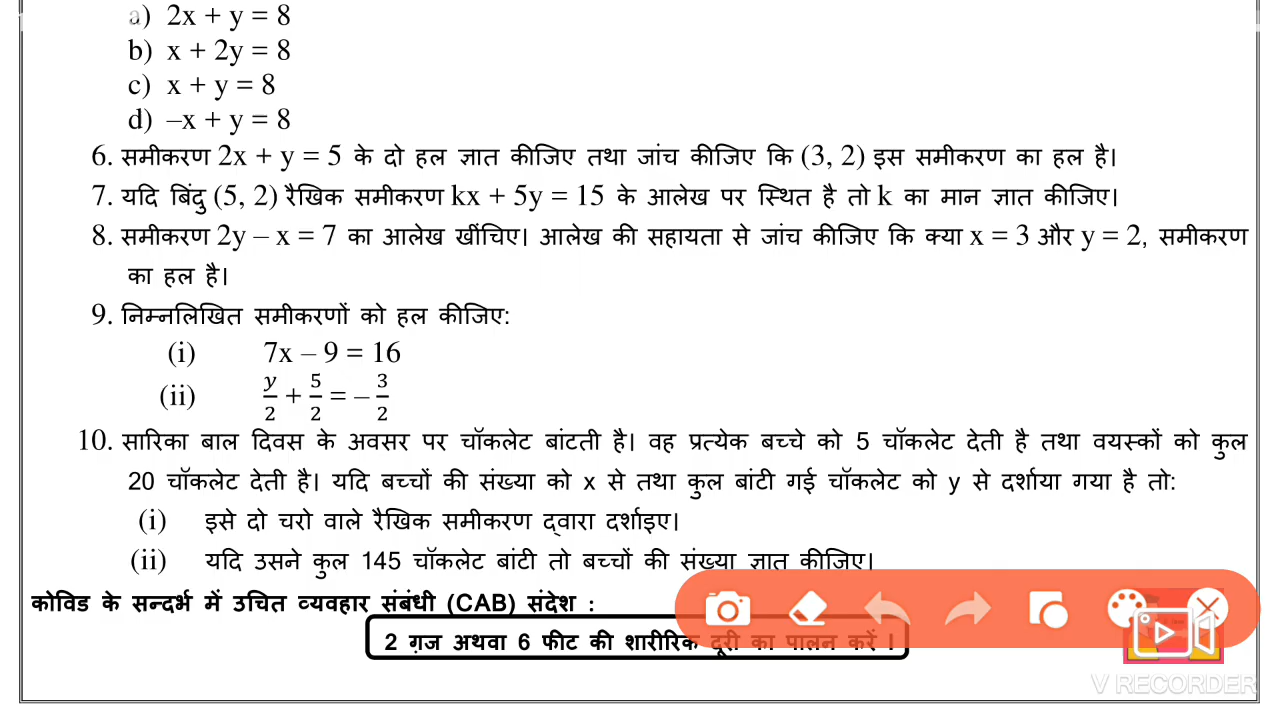 a) 2x + y = 8
b) x + 2y = 8
c) x + y = 8
d) –x + y = 8
6. समीकरण 2x + y = 5 के दो हल ज्ञात कीजिए तथा जांच कीजिए कि (3, 2) इस समीकरण का हल है।
7. यदि बिंदु (5, 2) रैखिक समीकरण kx + 5y = 15 के आलेख पर स्थित है तो k का मान ज्ञात कीजिए।
8. समीकरण 2y – x = 7 का आलेख खींचिए। आलेख की सहायता से जांच कीजिए कि क्या x = 3 और y = 2, समीकरण
का हल है।
9. निम्नलिखित समीकरणों को हल कीजिए:
(i) 7x – 9 = 16
(ii) y/2 + 5/2 = – 3/2
10. सारिका बाल दिवस के अवसर पर चॉकलेट बांटती है। वह प्रत्येक बच्चे को 5 चॉकलेट देती है तथा वयस्कों को कुल
20 चॉकलेट देती है। यदि बच्चों की संख्या को x से तथा कुल बांटी गई चॉकलेट को y से दर्शाया गया है तो:
(i) इसे दो चरो वाले रैखिक समीकरण द्वारा दर्शाइए।
(ii) यदि उसने कुल 145 चॉकलेट बांटी तो बच्चों की संख्या ज्ञात कीजिए।
कोविड के सन्दर्भ में उचित व्यवहार संबंधी (CAB) संदेश :
2 ग़ज अथवा 6 फीट की शारीरिक दूरी का पालन करें ।
V RECORDER